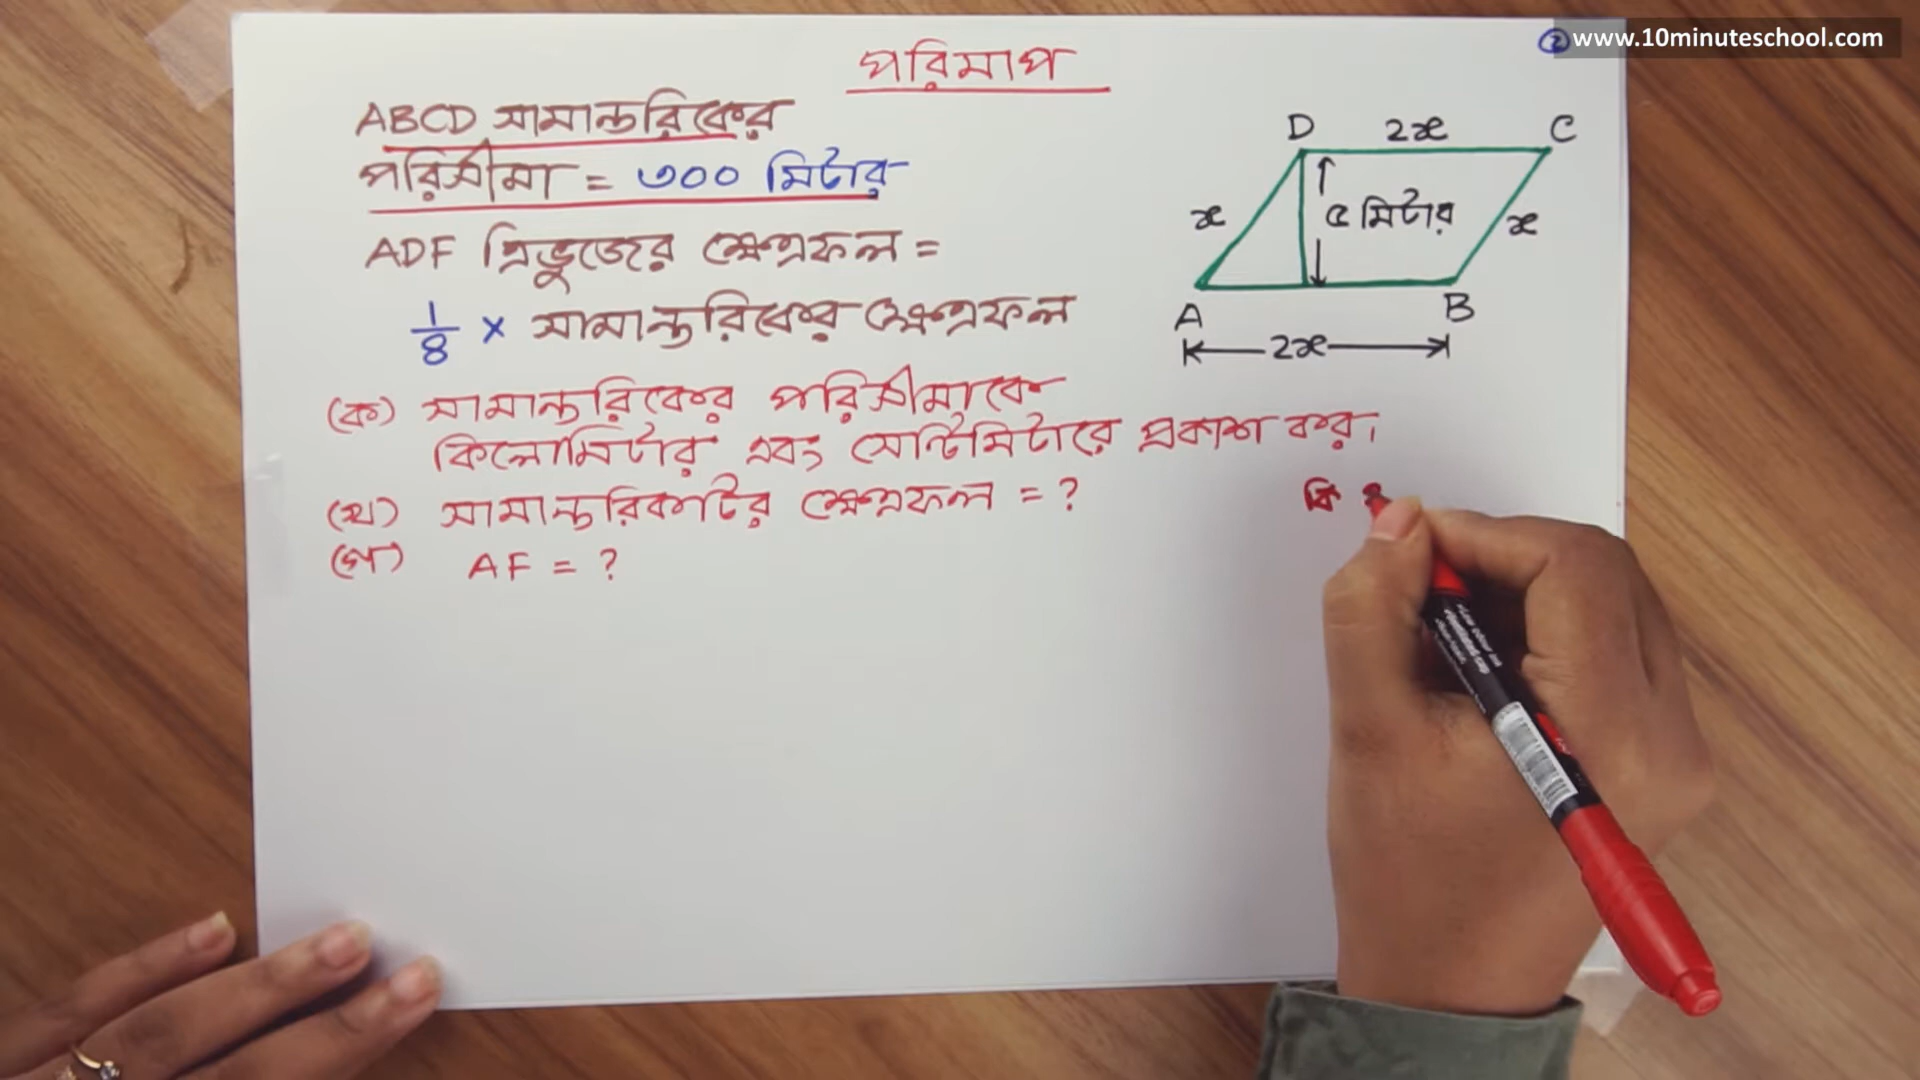 www.10minuteschool.com
②
পরিমাপ
ABCD সামান্তরিকের
পরিসীমা = ৩০০ মিটার
ADF ত্রিভুজের ক্ষেত্রফল =
1/8 × সামান্তরিকের ক্ষেত্রফল
(ক) সামান্তরিকের পরিসীমাকে
কিলোমিটার এবং সেন্টিমিটারে প্রকাশ কর।
(খ) সামান্তরিকটির ক্ষেত্রফল = ?
(গ) AF = ?
D 2x C
x ৫ মিটার x
A B
2x
কি